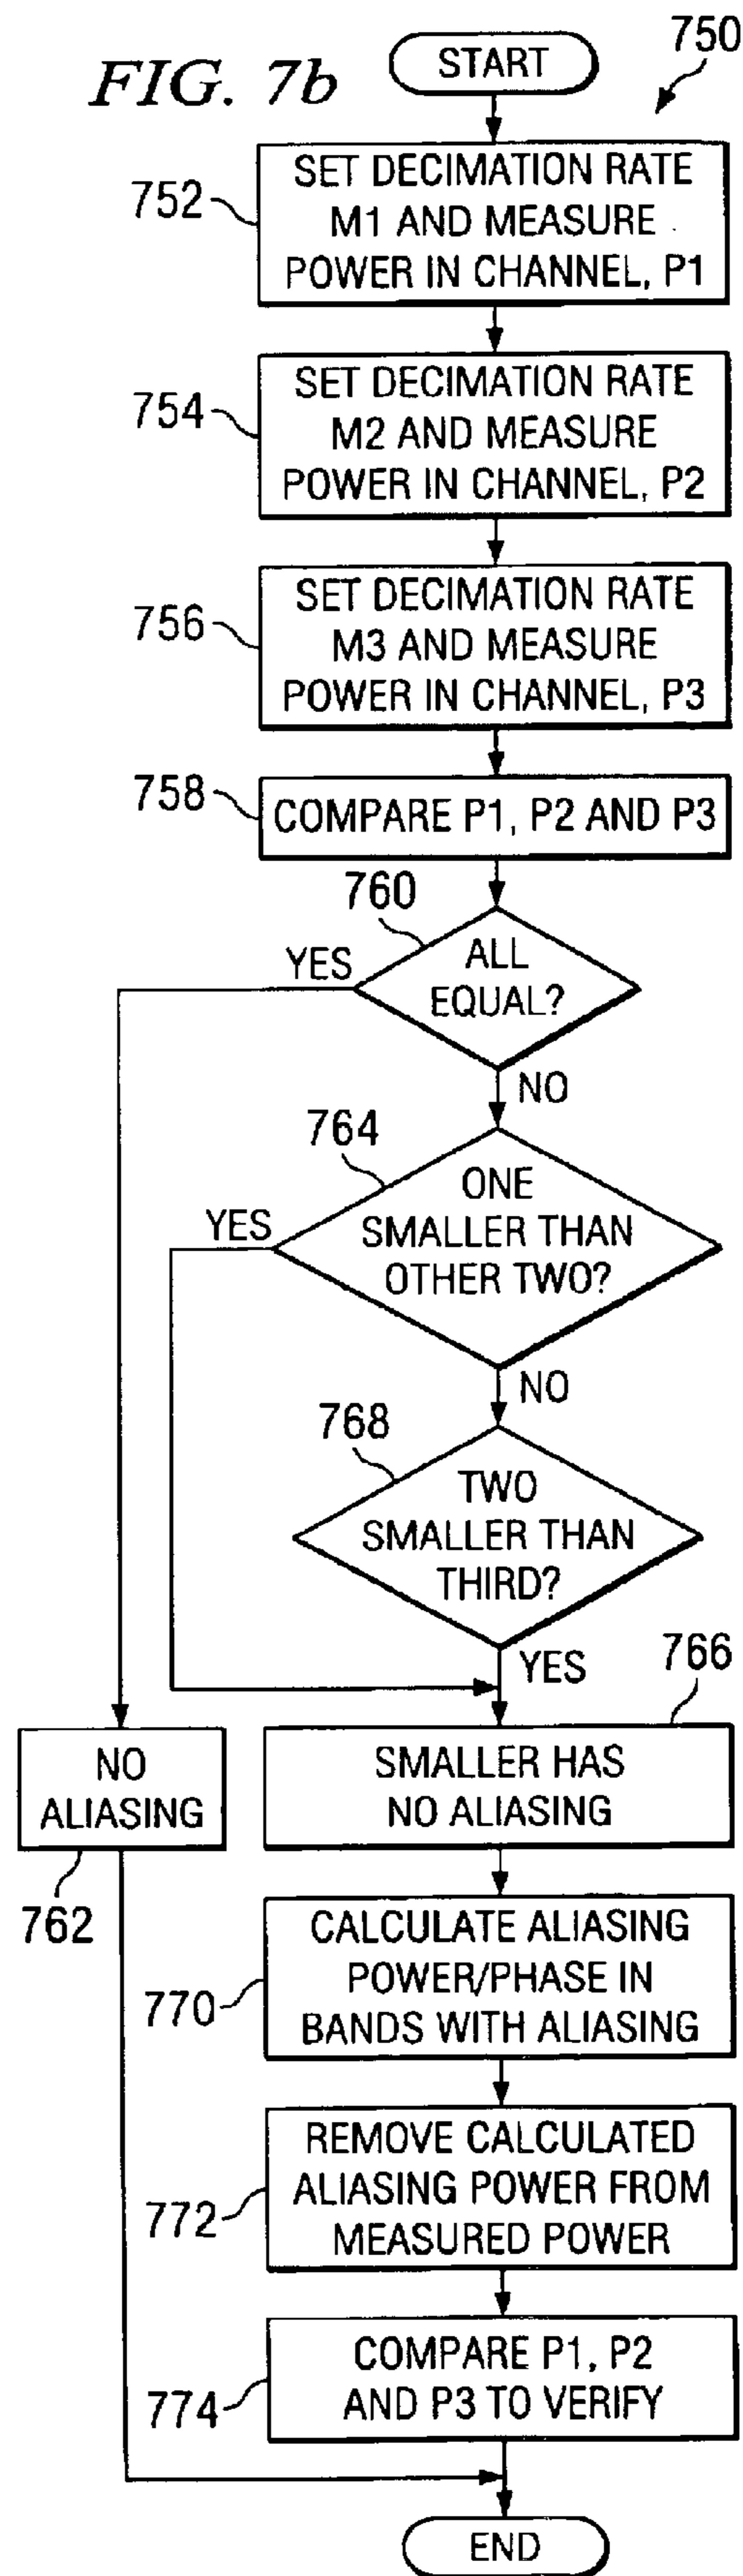 FIG. 7b
START
750
752
SET DECIMATION RATE
M1 AND MEASURE
POWER IN CHANNEL, P1
754
SET DECIMATION RATE
M2 AND MEASURE
POWER IN CHANNEL, P2
756
SET DECIMATION RATE
M3 AND MEASURE
POWER IN CHANNEL, P3
758
COMPARE P1, P2 AND P3
760
YES
ALL
EQUAL?
NO
764
YES
ONE
SMALLER THAN
OTHER TWO?
NO
768
TWO
SMALLER THAN
THIRD?
YES
766
NO
ALIASING
762
SMALLER HAS
NO ALIASING
770
CALCULATE ALIASING
POWER/PHASE IN
BANDS WITH ALIASING
772
REMOVE CALCULATED
ALIASING POWER FROM
MEASURED POWER
774
COMPARE P1, P2
AND P3 TO VERIFY
END